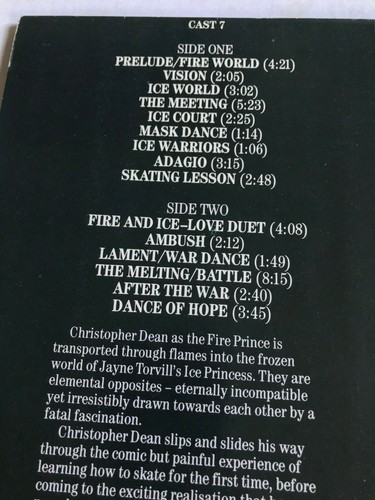 CAST 7
SIDE ONE
PRELUDE/FIRE WORLD (4:21)
VISION (2:05)
ICE WORLD (3:02)
THE MEETING (5:23)
ICE COURT (2:25)
MASK DANCE (1:14)
ICE WARRIORS (1:06)
ADAGIO (3:15)
SKATING LESSON (2:48)
SIDE TWO
FIRE AND ICE–LOVE DUET (4:08)
AMBUSH (2:12)
LAMENT/WAR DANCE (1:49)
THE MELTING/BATTLE (8:15)
AFTER THE WAR (2:40)
DANCE OF HOPE (3:45)
Christopher Dean as the Fire Prince is
transported through flames into the frozen
world of Jayne Torvill's Ice Princess. They are
elemental opposites – eternally incompatible
yet irresistibly drawn towards each other by a
fatal fascination.
Christopher Dean slips and slides his way
through the comic but painful experience of
learning how to skate for the first time, before
coming to the exciting realisation that